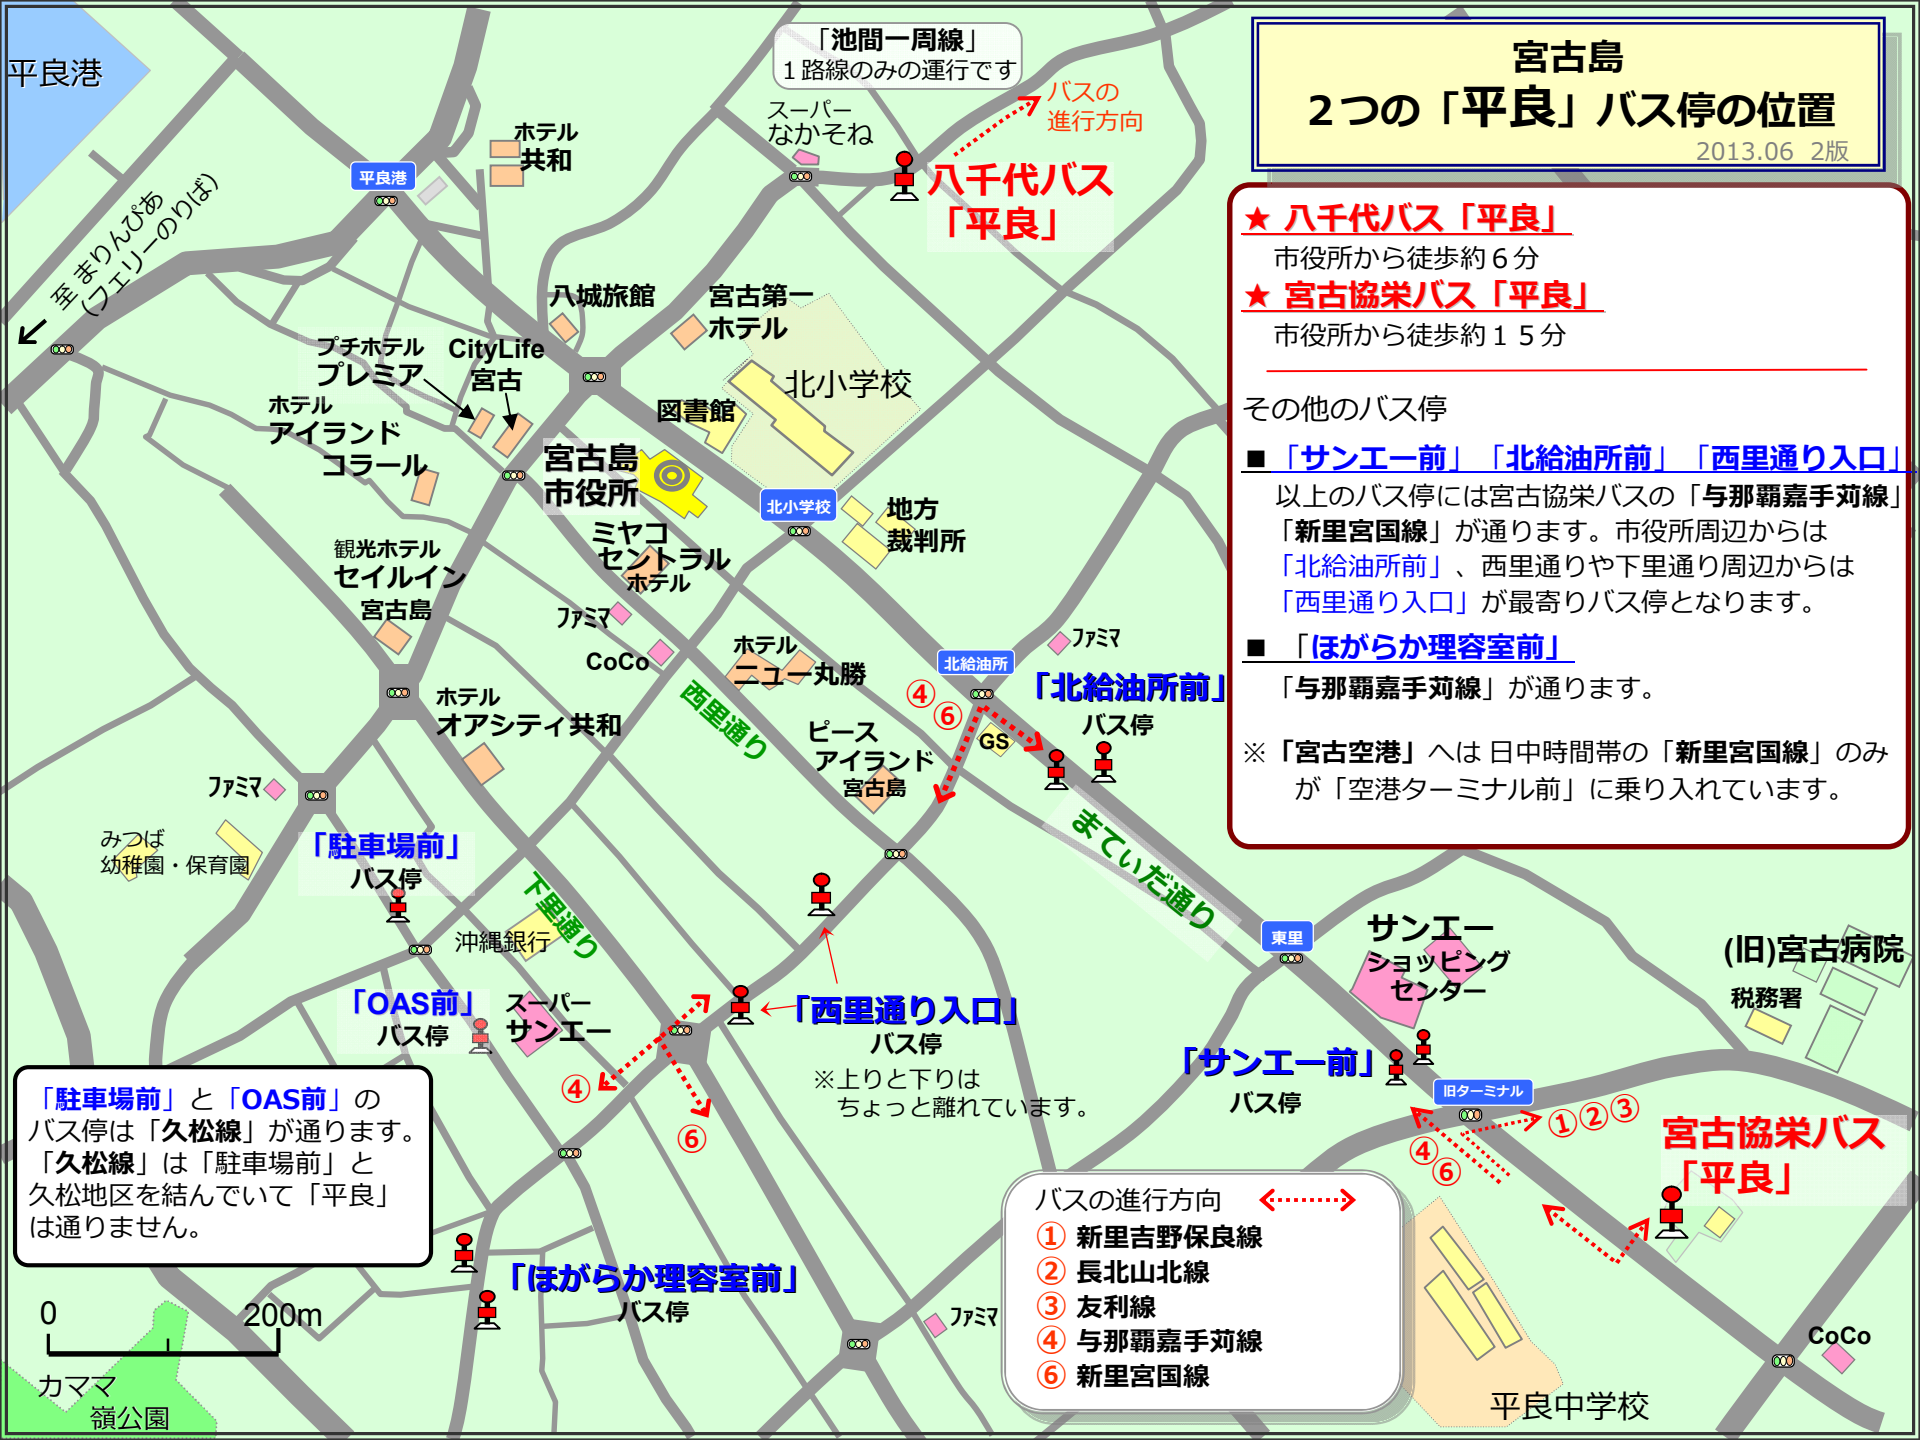 宮古島
２つの「平良」バス停の位置
2013.06 2版
平良港
「池間一周線」
１路線のみの運行です
バスの
進行方向
スーパー
なかそね
八千代バス
「平良」
ホテル
共和
平良港
至 まりんぴあ
(フェリーのりば)
八城旅館
宮古第一
ホテル
プチホテル
プレミア
CityLife
宮古
北小学校
図書館
ホテル
アイランド
コラール
宮古島
市役所
北小学校
地方
裁判所
ミヤコ
セントラル
ホテル
観光ホテル
セイルイン
宮古島
ファミマ
CoCo
ホテル
ニュー丸勝
北給油所
ファミマ
「北給油所前」
バス停
④
⑥
GS
西里通り
ホテル
オアシティ共和
ピース
アイランド
宮古島
ファミマ
みつば
幼稚園・保育園
「駐車場前」
バス停
下里通り
沖縄銀行
まてぃだ通り
「OAS前」
バス停
スーパー
サンエー
「西里通り入口」
バス停
※上りと下りは
ちょっと離れています。
④
⑥
東里
サンエー
ショッピング
センター
(旧)宮古病院
税務署
「サンエー前」
バス停
旧ターミナル
①②③
④
⑥
宮古協栄バス
「平良」
「ほがらか理容室前」
バス停
ファミマ
CoCo
平良中学校
カママ
嶺公園
0 200m
★ 八千代バス「平良」
市役所から徒歩約６分
★ 宮古協栄バス「平良」
市役所から徒歩約１５分
その他のバス停
■「サンエー前」「北給油所前」「西里通り入口」
以上のバス停には宮古協栄バスの「与那覇嘉手苅線」
「新里宮国線」が通ります。市役所周辺からは
「北給油所前」、西里通りや下里通り周辺からは
「西里通り入口」が最寄りバス停となります。
■ 「ほがらか理容室前」
「与那覇嘉手苅線」が通ります。
※「宮古空港」へは 日中時間帯の「新里宮国線」のみ
が「空港ターミナル前」に乗り入れています。
「駐車場前」と「OAS前」の
バス停は「久松線」が通ります。
「久松線」は「駐車場前」と
久松地区を結んでいて「平良」
は通りません。
バスの進行方向
① 新里吉野保良線
② 長北山北線
③ 友利線
④ 与那覇嘉手苅線
⑥ 新里宮国線